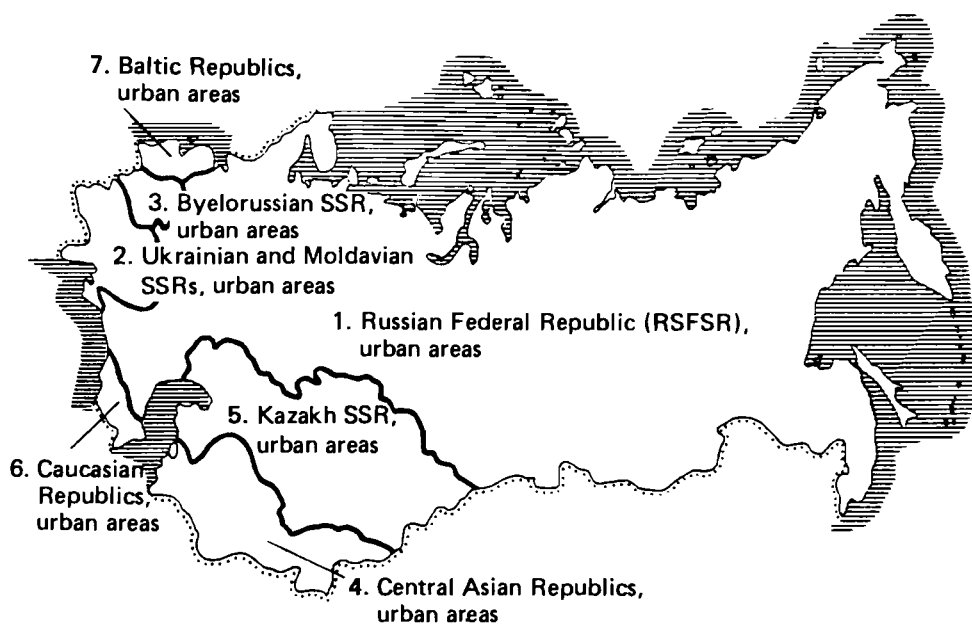 7. Baltic Republics,
urban areas
3. Byelorussian SSR,
urban areas
2. Ukrainian and Moldavian
SSRs, urban areas
1. Russian Federal Republic (RSFSR),
urban areas
5. Kazakh SSR,
urban areas
6. Caucasian
Republics,
urban areas
4. Central Asian Republics,
urban areas